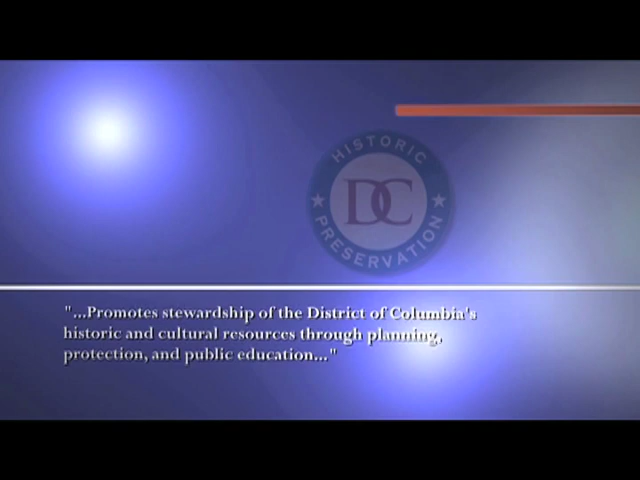 HISTORIC
DC
PRESERVATION
"...Promotes stewardship of the District of Columbia's
historic and cultural resources through planning,
protection, and public education..."